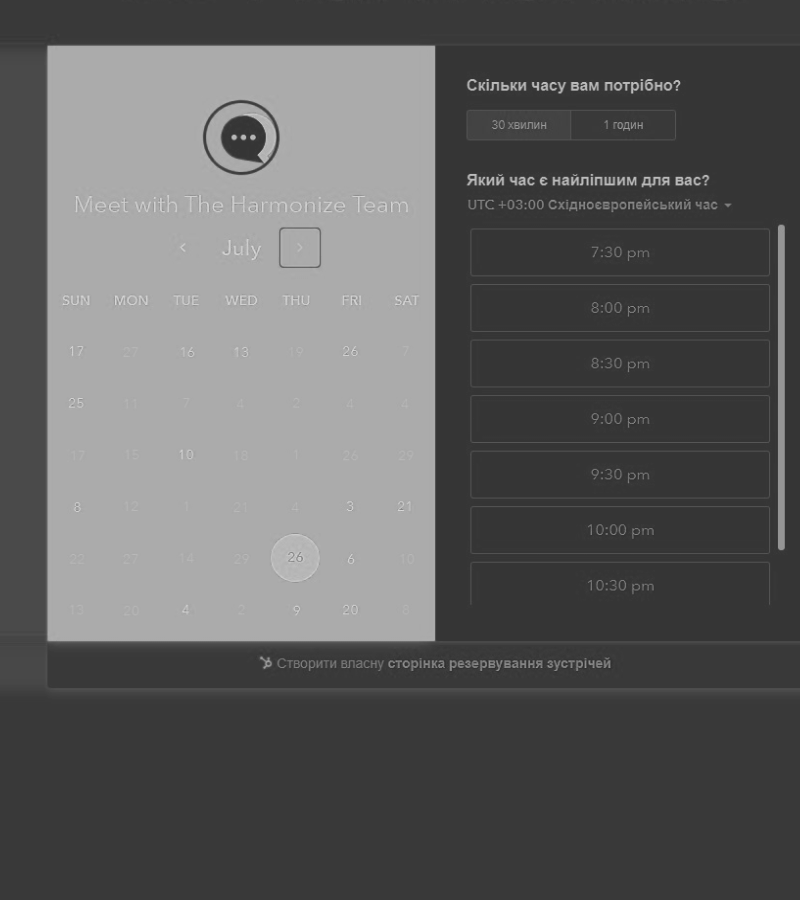 Meet with The Harmonize Team
July
SUN MON TUE WED THU FRI SAT
17 27 16 13 19 26 7
25 11 7 4 2 4 4
17 15 10 13 1 26 29
8 12 1 21 4 3 21
22 27 14 29 26 6 10
13 20 4 2 9 20 8
Скільки часу вам потрібно?
30 хвилин 1 годин
Який час є найліпшим для вас?
UTC +03:00 Східноєвропейський час
7:30 pm
8:00 pm
8:30 pm
9:00 pm
9:30 pm
10:00 pm
10:30 pm
Створити власну сторінка резервування зустрічей